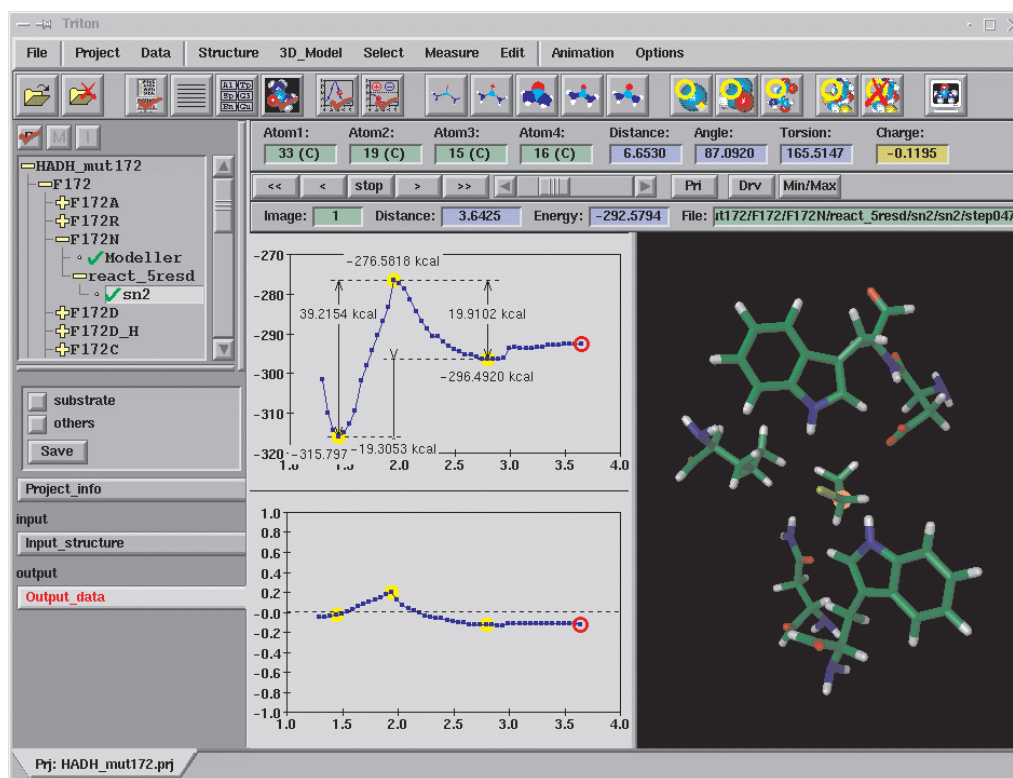 Triton
File Project Data Structure 3D_Model Select Measure Edit Animation Options
Atom1: Atom2: Atom3: Atom4: Distance: Angle: Torsion: Charge:
33 (C) 19 (C) 15 (C) 16 (C) 6.6530 87.0920 165.5147 -0.1195
<< < stop > >> Pri Drv Min/Max
Image: 1 Distance: 3.6425 Energy: -292.5794 File: ut172/F172/F172N/react_5resd/sn2/sn2/step047
M I
HADH_mut172
F172
F172A
F172R
F172N
Modeller
react_5resd
sn2
F172D
F172D_H
F172C
substrate
others
Save
Project_info
input
Input_structure
output
Output_data
-270
-280
-290
-300
-310
-320
-276.5818 kcal
39.2154 kcal
19.9102 kcal
-296.4920 kcal
-315.797
-19.3053 kcal
1.0 1.5 2.0 2.5 3.0 3.5 4.0
1.0
0.8
0.6
0.4
0.2
-0.0
-0.2
-0.4
-0.6
-0.8
-1.0
1.0 1.5 2.0 2.5 3.0 3.5 4.0
Prj: HADH_mut172.prj